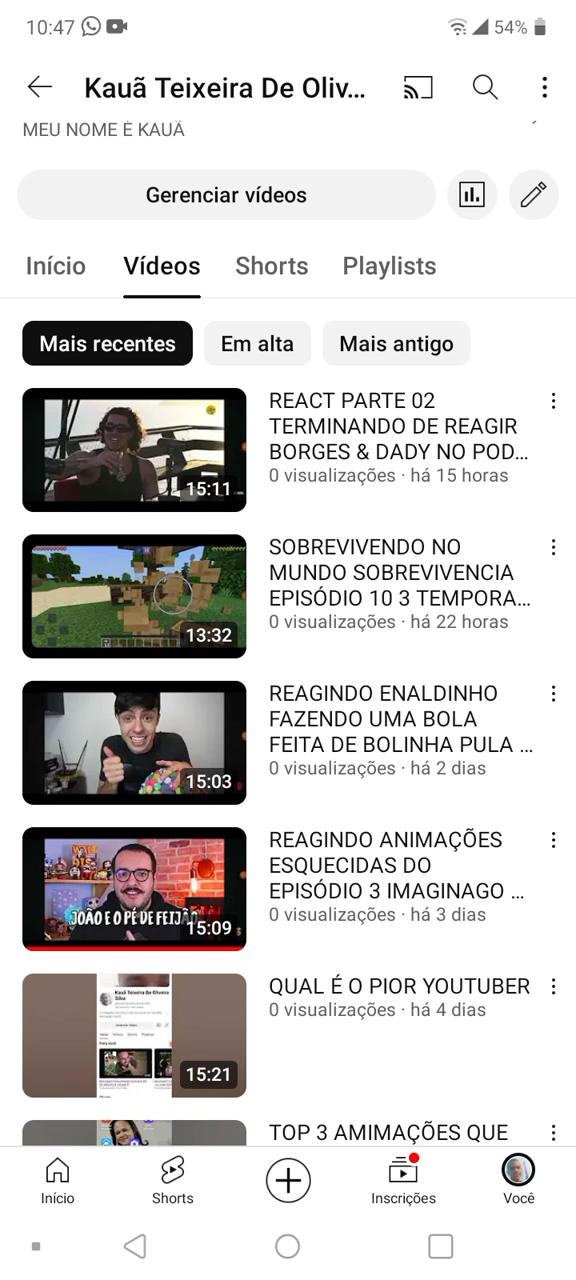 10:47
54%
Kauã Teixeira De Oliv...
MEU NOME É KAUÃ
Gerenciar vídeos
Início
Vídeos
Shorts
Playlists
Mais recentes
Em alta
Mais antigo
REACT PARTE 02
TERMINANDO DE REAGIR
BORGES & DADY NO POD...
0 visualizações · há 15 horas
15:11
SOBREVIVENDO NO
MUNDO SOBREVIVENCIA
EPISÓDIO 10 3 TEMPORA...
0 visualizações · há 22 horas
13:32
REAGINDO ENALDINHO
FAZENDO UMA BOLA
FEITA DE BOLINHA PULA ...
0 visualizações · há 2 dias
15:03
REAGINDO ANIMAÇÕES
ESQUECIDAS DO
EPISÓDIO 3 IMAGINAGO ...
0 visualizações · há 3 dias
JOÃO E O PÉ DE FEIJÃO
15:09
QUAL É O PIOR YOUTUBER
0 visualizações · há 4 dias
Kauã Teixeira De Oliveira
Silva
15:21
TOP 3 AMIMAÇÕES QUE
Início
Shorts
Inscrições
Você